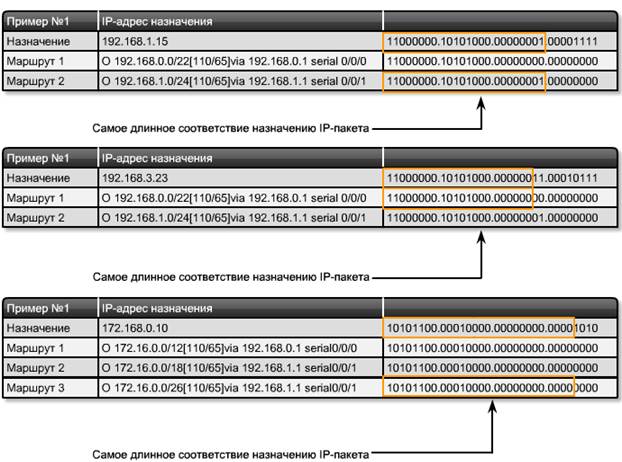 Пример №1 IP-адрес назначения
Назначение 192.168.1.15 11000000.10101000.00000001.00001111
Маршрут 1 O 192.168.0.0/22[110/65]via 192.168.0.1 serial 0/0/0 11000000.10101000.00000000.00000000
Маршрут 2 O 192.168.1.0/24[110/65]via 192.168.1.1 serial 0/0/1 11000000.10101000.00000001.00000000
Самое длинное соответствие назначению IP-пакета
Пример №1 IP-адрес назначения
Назначение 192.168.3.23 11000000.10101000.00000011.00010111
Маршрут 1 O 192.168.0.0/22[110/65]via 192.168.0.1 serial 0/0/0 11000000.10101000.00000000.00000000
Маршрут 2 O 192.168.1.0/24[110/65]via 192.168.1.1 serial 0/0/1 11000000.10101000.00000001.00000000
Самое длинное соответствие назначению IP-пакета
Пример №1 IP-адрес назначения
Назначение 172.168.0.10 10101100.00010000.00000000.00001010
Маршрут 1 O 172.16.0.0/12[110/65]via 192.168.0.1 serial0/0/0 10101100.00010000.00000000.00000000
Маршрут 2 O 172.16.0.0/18[110/65]via 192.168.1.1 serial0/0/1 10101100.00010000.00000000.00000000
Маршрут 3 O 172.16.0.0/26[110/65]via 192.168.1.1 serial0/0/1 10101100.00010000.00000000.00000000
Самое длинное соответствие назначению IP-пакета